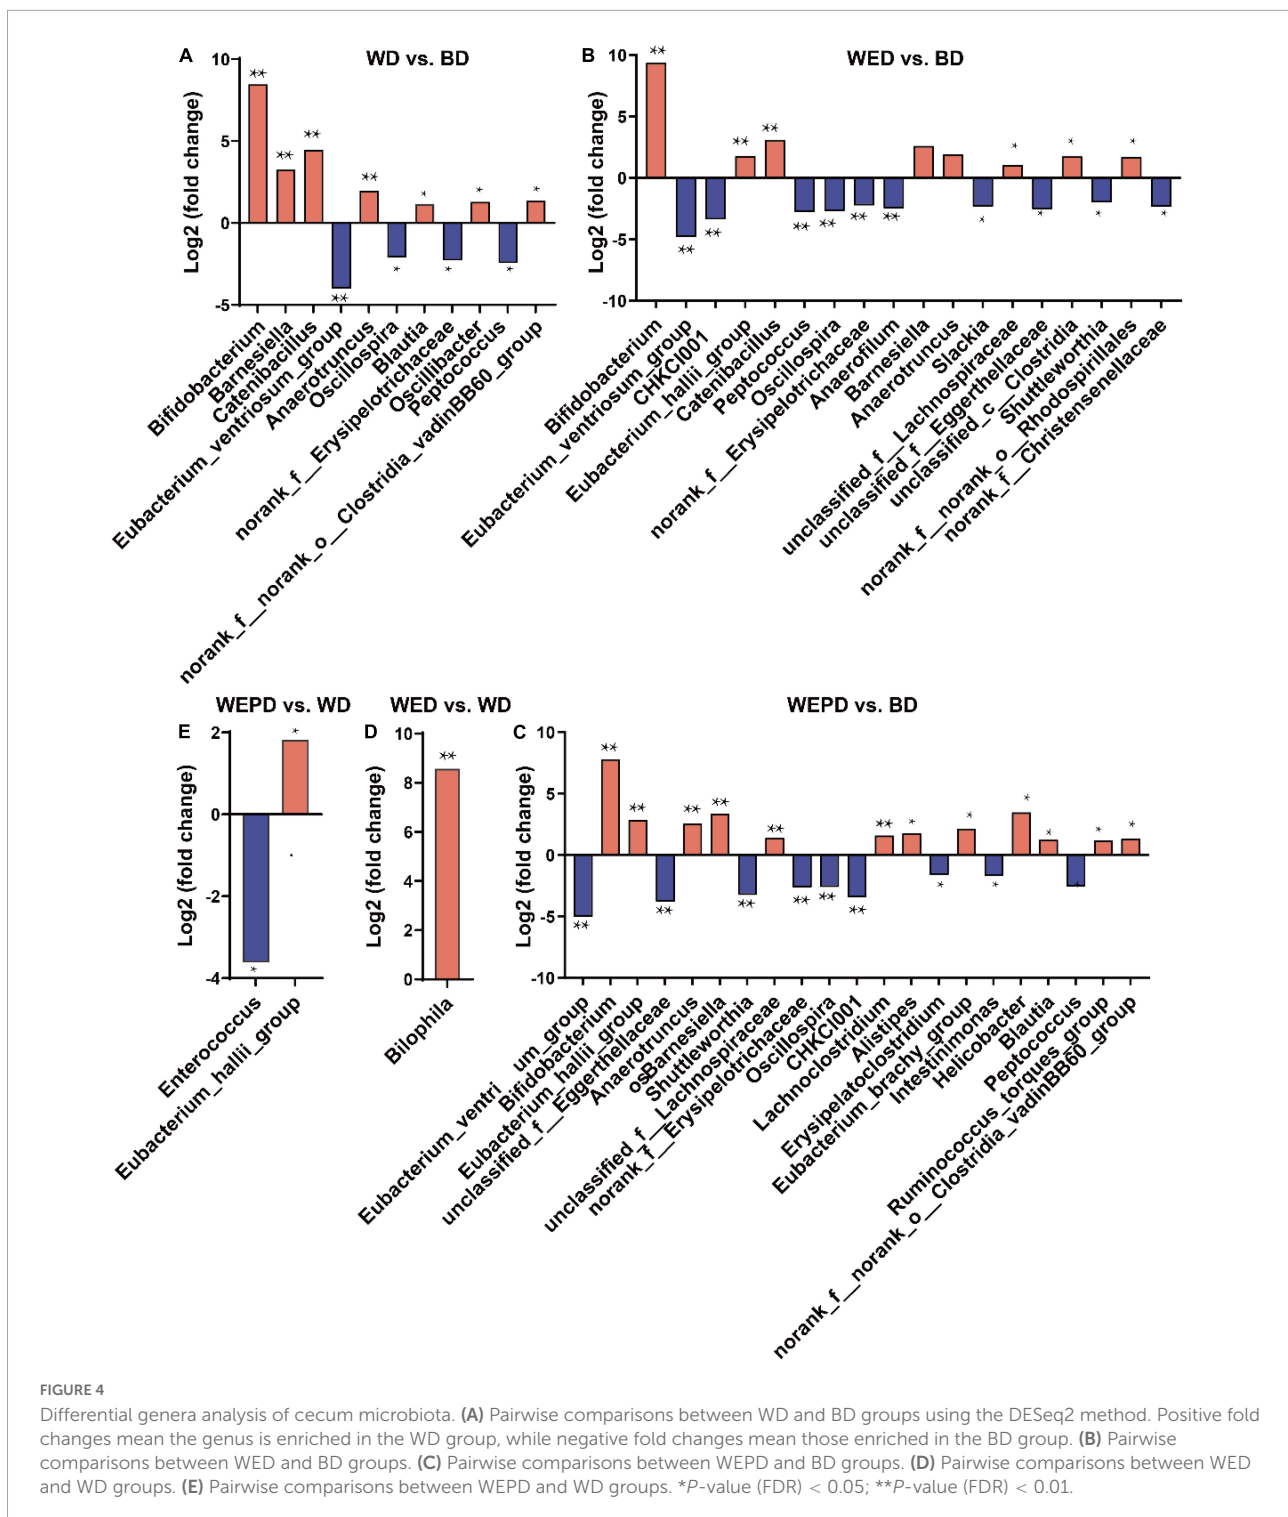 A
WD vs. BD
Log2 (fold change)
10
5
0
-5
**
**
**
**
**
*
*
*
*
*
*
Bifidobacterium
Barnesiella
Catenibacillus
Eubacterium_ventriosum_group
Anaerotruncus
Oscillospira
Blautia
norank_f__Erysipelotrichaceae
Oscillibacter
Peptococcus
norank_f__norank_o__Clostridia_vadinBB60_group
B
WED vs. BD
Log2 (fold change)
10
5
0
-5
-10
**
**
**
**
**
**
**
**
**
*
*
*
*
*
*
*
Bifidobacterium
Eubacterium_ventriosum_group
CHKCI001
Eubacterium_hallii_group
Catenibacillus
Peptococcus
Oscillospira
norank_f__Erysipelotrichaceae
Anaerofilum
Barnesiella
Anaerotruncus
Slackia
unclassified_f__Lachnospiraceae
unclassified_f__Eggerthellaceae
unclassified_c__Clostridia
Shuttleworthia
norank_f__norank_o__Rhodospirillales
norank_f__Christensenellaceae
WEPD vs. WD
E
Log2 (fold change)
2
0
-2
-4
*
*
Enterococcus
Eubacterium_hallii_group
WED vs. WD
D
Log2 (fold change)
10
8
6
4
2
0
**
Bilophila
WEPD vs. BD
C
Log2 (fold change)
10
5
0
-5
-10
**
**
**
**
**
**
**
**
**
**
**
**
*
*
*
*
*
*
*
*
*
Eubacterium_ventri um_group
Bifidobacterium
Eubacterium_hallii_group
unclassified_f__Eggerthellaceae
Anaerotruncus
osBarnesiella
Shuttleworthia
unclassified_f__Lachnospiraceae
norank_f__Erysipelotrichaceae
Oscillospira
CHKCI001
Lachnoclostridium
Alistipes
Erysipelatoclostridium
Eubacterium_brachy_group
Intestinimonas
Helicobacter
Blautia
Peptococcus
Ruminococcus_torques_group
norank_f__norank_o__Clostridia_vadinBB60_group
FIGURE 4
Differential genera analysis of cecum microbiota. (A) Pairwise comparisons between WD and BD groups using the DESeq2 method. Positive fold
changes mean the genus is enriched in the WD group, while negative fold changes mean those enriched in the BD group. (B) Pairwise
comparisons between WED and BD groups. (C) Pairwise comparisons between WEPD and BD groups. (D) Pairwise comparisons between WED
and WD groups. (E) Pairwise comparisons between WEPD and WD groups. *P-value (FDR) < 0.05; **P-value (FDR) < 0.01.